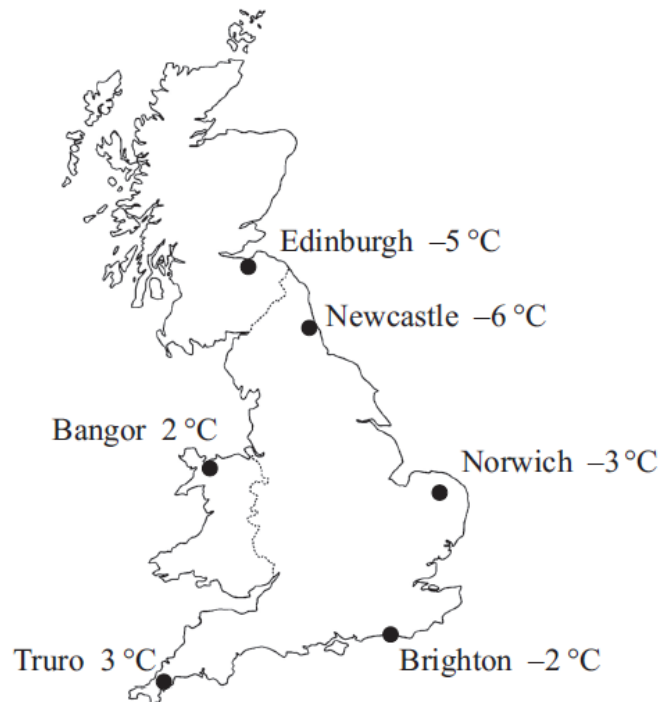 Edinburgh –5 °C
Newcastle –6 °C
Bangor 2 °C
Norwich –3 °C
Truro 3 °C
Brighton –2 °C